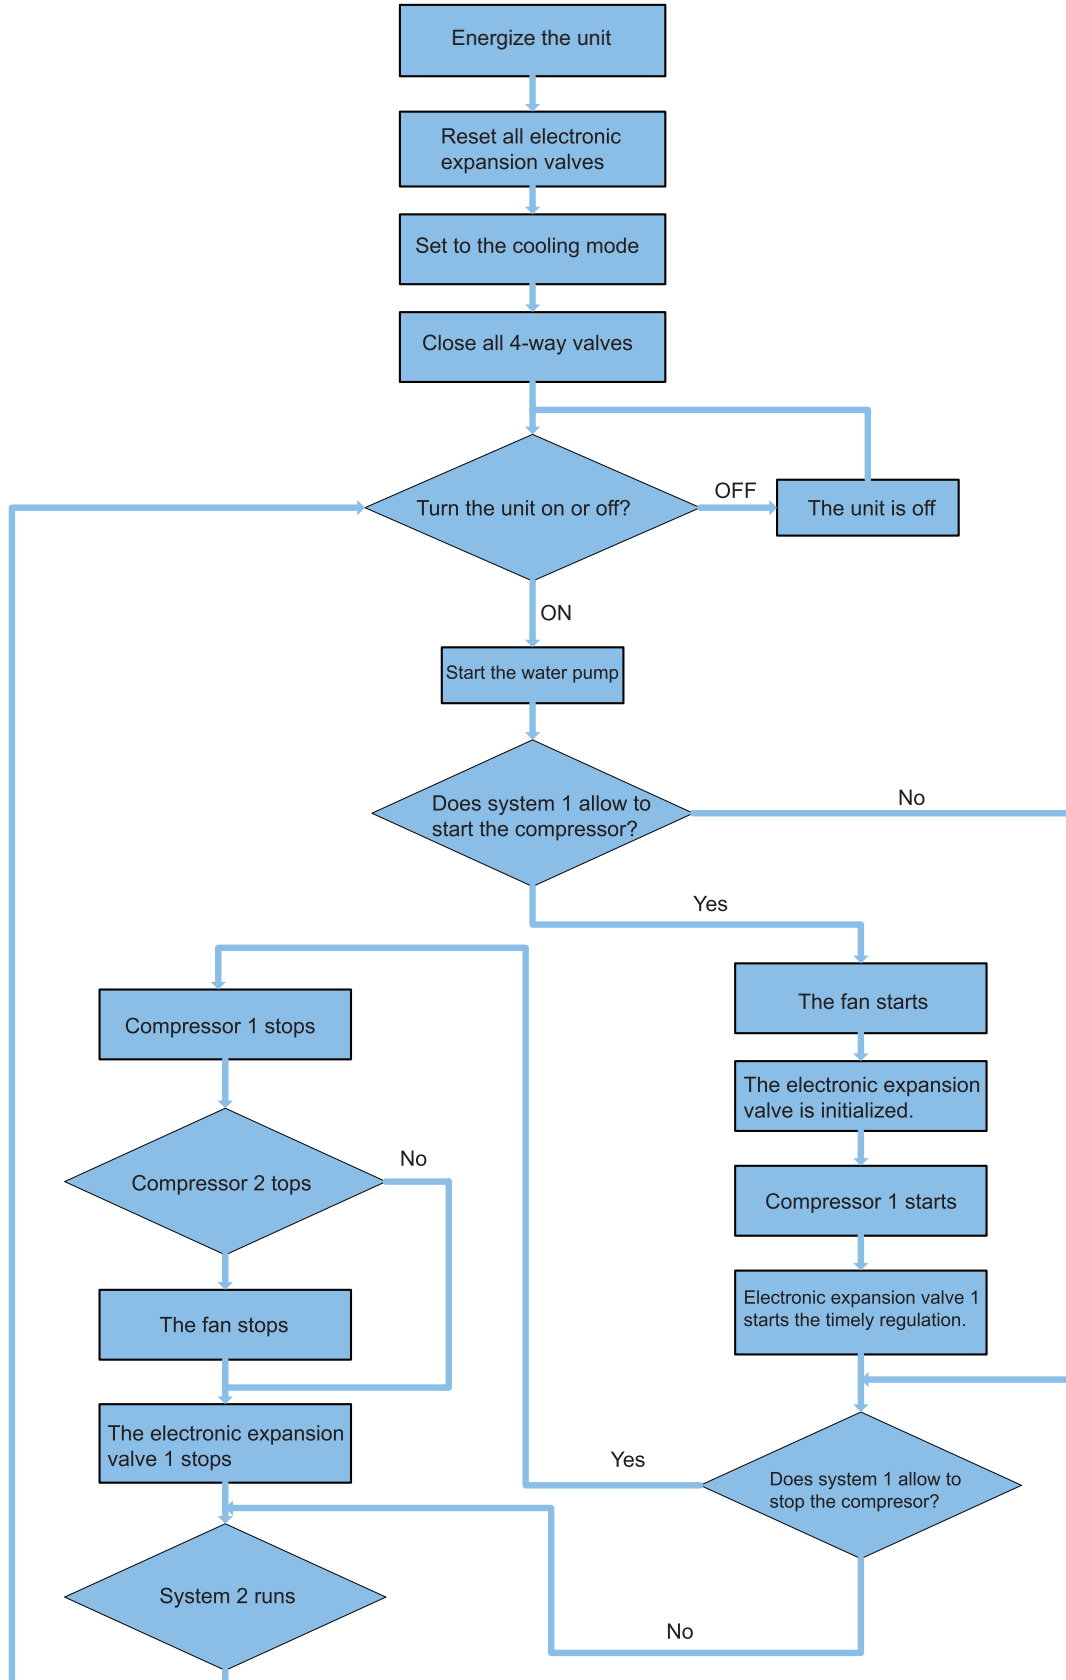 Energize the unit
Reset all electronic
expansion valves
Set to the cooling mode
Close all 4-way valves
Turn the unit on or off?
OFF
The unit is off
ON
Start the water pump
Does system 1 allow to
start the compressor?
No
Yes
The fan starts
The electronic expansion
valve is initialized.
Compressor 1 starts
Electronic expansion valve 1
starts the timely regulation.
Does system 1 allow to
stop the compresor?
Yes
No
Compressor 1 stops
Compressor 2 tops
No
The fan stops
The electronic expansion
valve 1 stops
System 2 runs